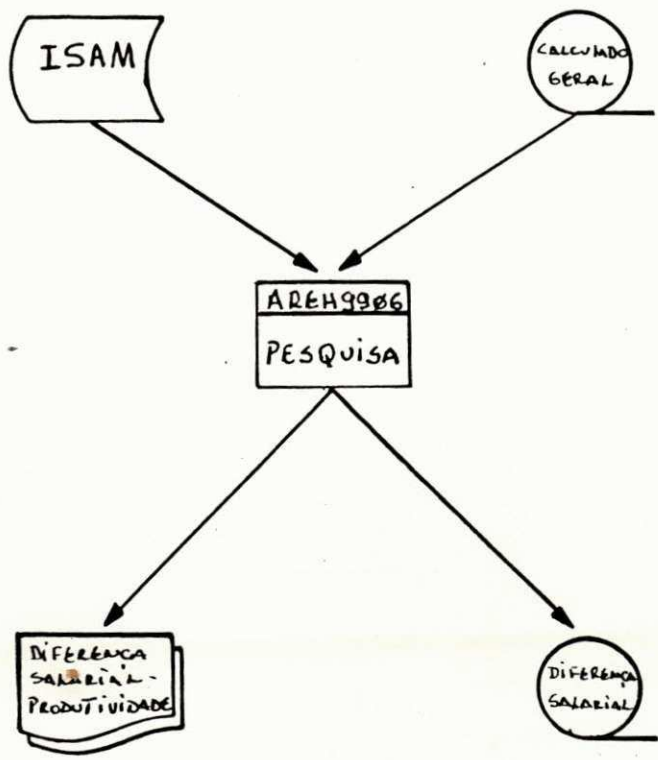 ISAM
CALCULADO
GERAL
AREH9906
PESQUISA
DIFERENÇA
SALARIAL -
PRODUTIVIDADE
DIFERENÇA
SALARIAL